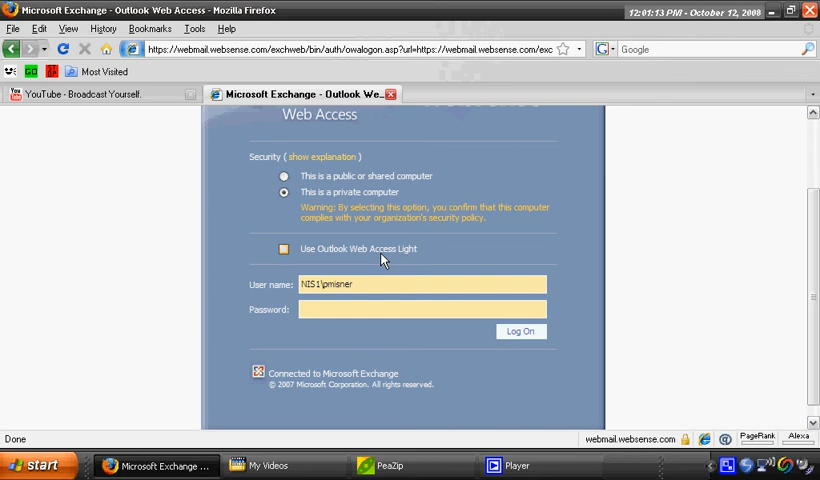 Microsoft Exchange - Outlook Web Access - Mozilla Firefox
12:01:13 PM - October 12, 2008
File Edit View History Bookmarks Tools Help
https://webmail.websense.com/exchweb/bin/auth/owalogon.asp?url=https://webmail.websense.com/exc
Google
GO
Most Visited
YouTube - Broadcast Yourself.
Microsoft Exchange - Outlook We...
Web Access
Security ( show explanation )
This is a public or shared computer
This is a private computer
Warning: By selecting this option, you confirm that this computer
complies with your organization's security policy.
Use Outlook Web Access Light
User name: NIS1\pmisner
Password:
Log On
Connected to Microsoft Exchange
© 2007 Microsoft Corporation. All rights reserved.
Done
webmail.websense.com
PageRank
Alexa
start
Microsoft Exchange ...
My Videos
PeaZip
Player